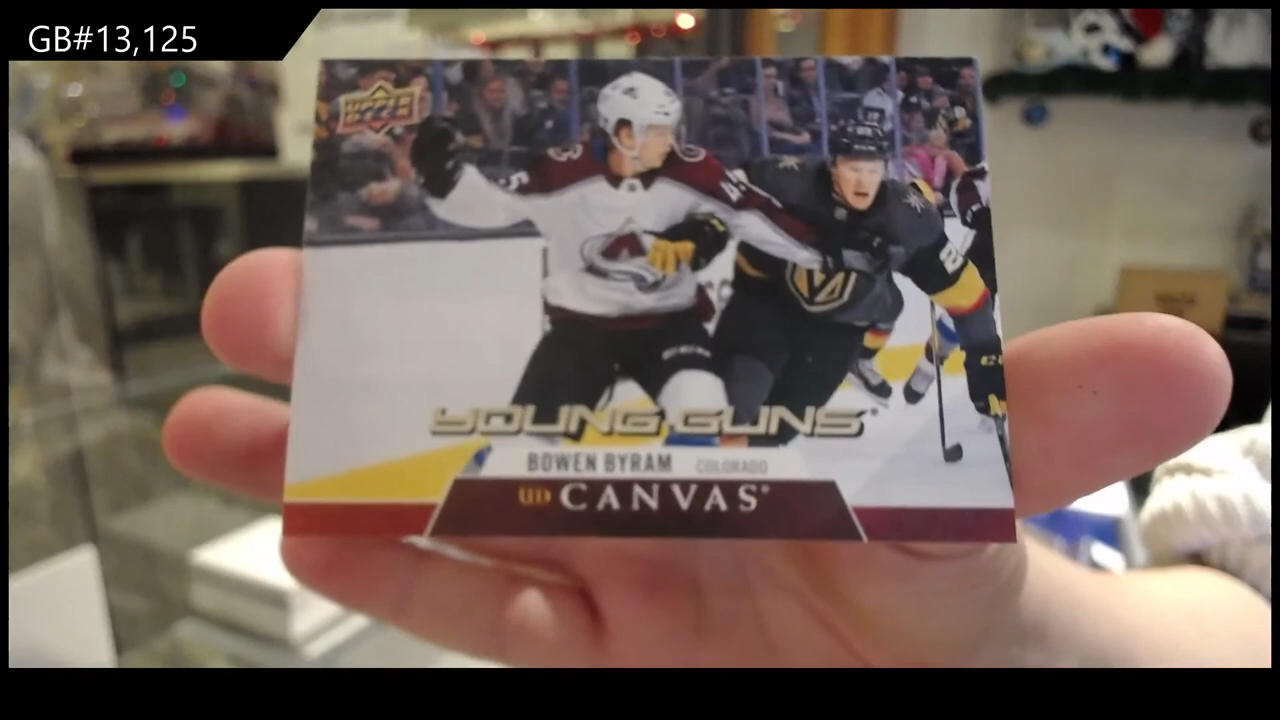 GB#13,125
UPPER
DECK
YOUNG GUNS
BOWEN BYRAM COLORADO
UD CANVAS